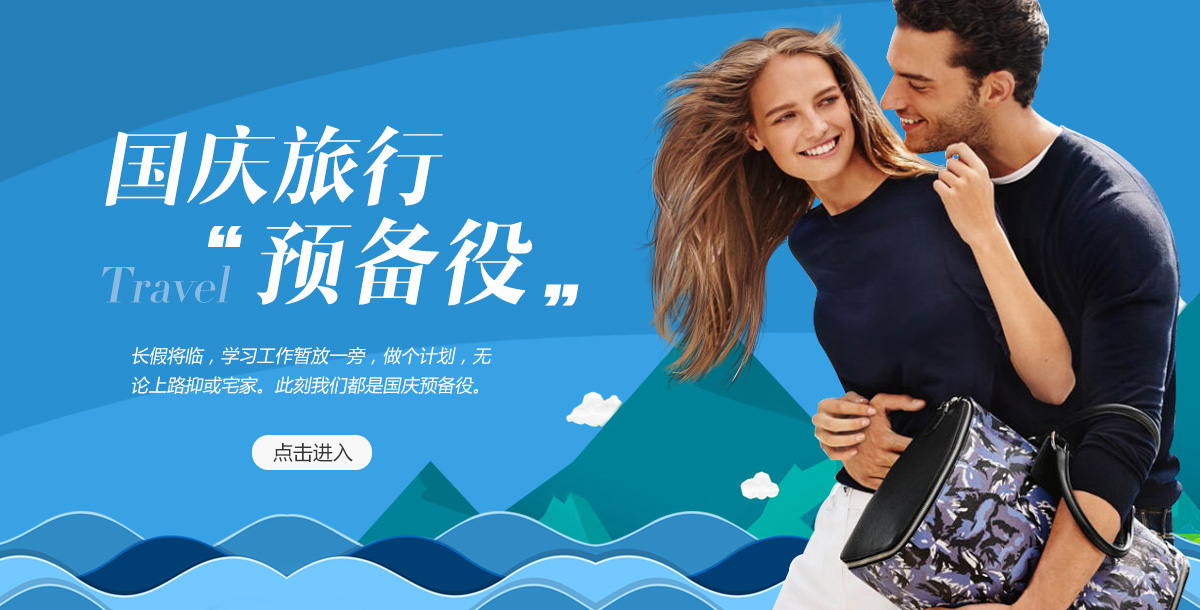 国庆旅行
“预备役”
Travel
长假将临，学习工作暂放一旁，做个计划，无
论上路抑或宅家。此刻我们都是国庆预备役。
点击进入